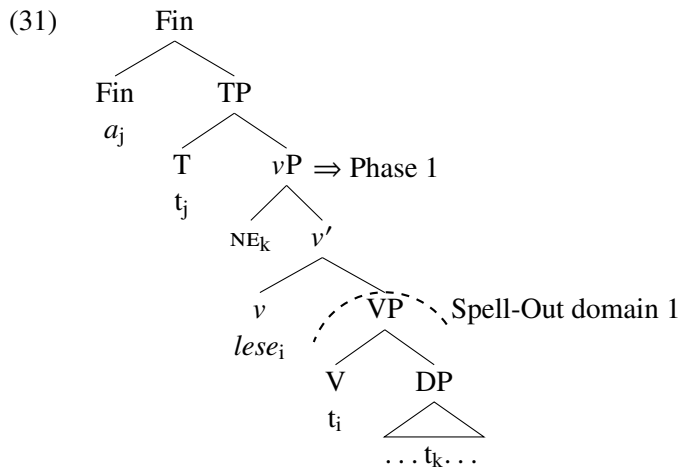 (31) Fin
Fin TP
a_j
T vP ⇒ Phase 1
t_j
NE_k v′
v VP Spell-Out domain 1
lese_i
V DP
t_i
…t_k…